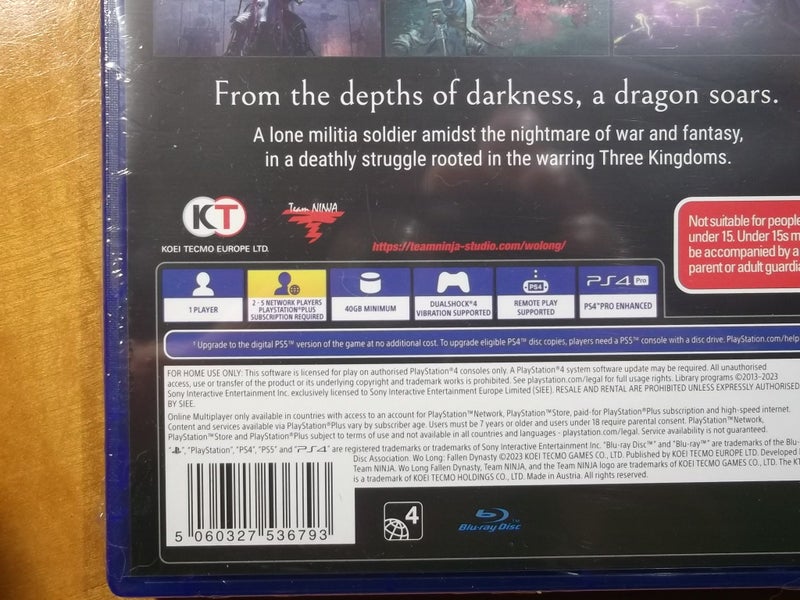 From the depths of darkness, a dragon soars.
A lone militia soldier amidst the nightmare of war and fantasy,
in a deathly struggle rooted in the warring Three Kingdoms.
KT
KOEI TECMO EUROPE LTD.
Team NINJA
https://teamninja-studio.com/wolong/
Not suitable for people
under 15. Under 15s m
be accompanied by a
parent or adult guardia
1 PLAYER
2 - 5 NETWORK PLAYERS
PLAYSTATION®PLUS
SUBSCRIPTION REQUIRED
40GB MINIMUM
DUALSHOCK®4
VIBRATION SUPPORTED
PS4
REMOTE PLAY
SUPPORTED
PS4 Pro
PS4™PRO ENHANCED
¹ Upgrade to the digital PS5™ version of the game at no additional cost. To upgrade eligible PS4™ disc copies, players need a PS5™ console with a disc drive. PlayStation.com/help
FOR HOME USE ONLY: This software is licensed for play on authorised PlayStation®4 consoles only. A PlayStation®4 system software update may be required. All unauthorised
access, use or transfer of the product or its underlying copyright and trademark works is prohibited. See playstation.com/legal for full usage rights. Library programs ©2013-2023
Sony Interactive Entertainment Inc. exclusively licensed to Sony Interactive Entertainment Europe Limited (SIEE). RESALE AND RENTAL ARE PROHIBITED UNLESS EXPRESSLY AUTHORISED
BY SIEE.
Online Multiplayer only available in countries with access to an account for PlayStation™Network, PlayStation™Store, paid-for PlayStation®Plus subscription and high-speed internet.
Content and services available via PlayStation®Plus vary by subscriber age. Users must be 7 years or older and users under 18 require parental consent. PlayStation™Network,
PlayStation™Store and PlayStation®Plus subject to terms of use and not available in all countries and languages - playstation.com/legal. Service availability is not guaranteed.
" ", "PlayStation", "PS4", "PS5" and "PS4" are registered trademarks or trademarks of Sony Interactive Entertainment Inc. "Blu-ray Disc™" and "Blu-ray™" are trademarks of the Blu-
Disc Association. Wo Long: Fallen Dynasty ©2023 KOEI TECMO GAMES CO., LTD. Published by KOEI TECMO EUROPE LTD. Developed
Team NINJA. Wo Long Fallen Dynasty, Team NINJA, and the Team NINJA logo are trademarks of KOEI TECMO GAMES CO., LTD. The KT
is a trademark of KOEI TECMO HOLDINGS CO., LTD. Made in Austria. All rights reserved.
5 060327 536793
4
Blu-ray Disc™